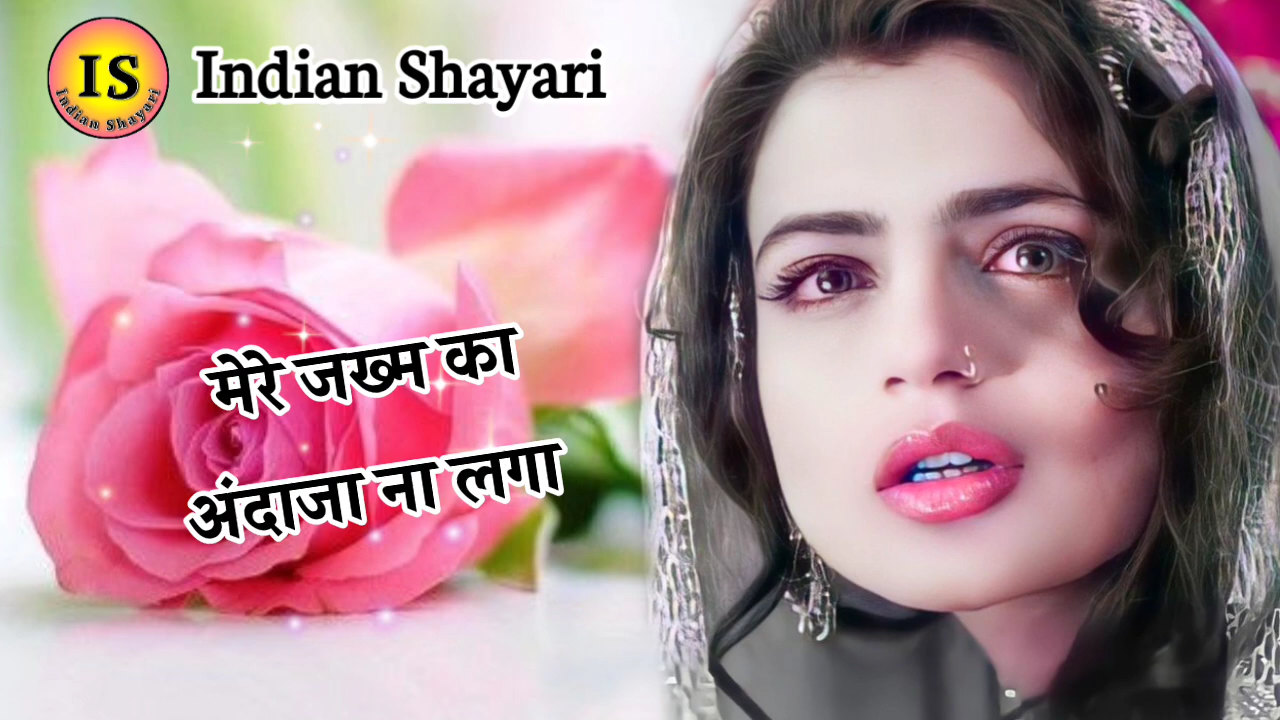 IS
Indian Shayari
Indian Shayari
मेरे जख्म का
अंदाजा ना लगा